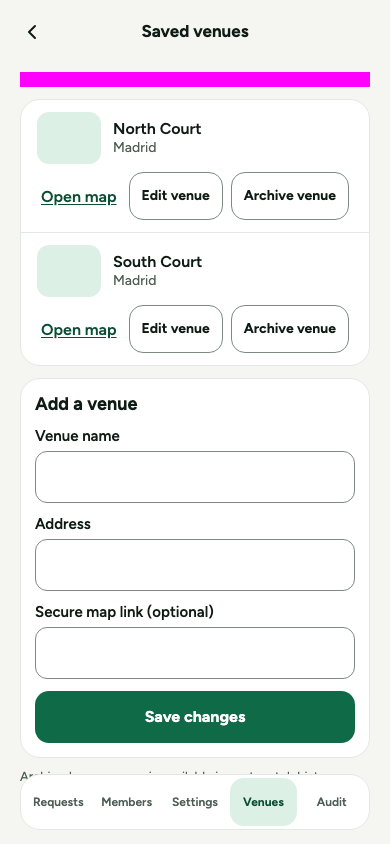 Saved venues
North Court
Madrid
Open map
Edit venue
Archive venue
South Court
Madrid
Open map
Edit venue
Archive venue
Add a venue
Venue name
Address
Secure map link (optional)
Save changes
Requests
Members
Settings
Venues
Audit